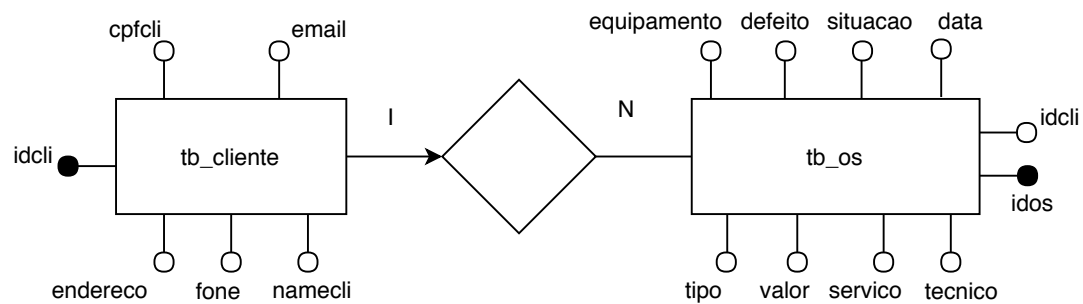 equipamento defeito situacao data
cpfcli email
I N
idcli
idcli tb_cliente tb_os
idos
endereco fone namecli tipo valor servico tecnico